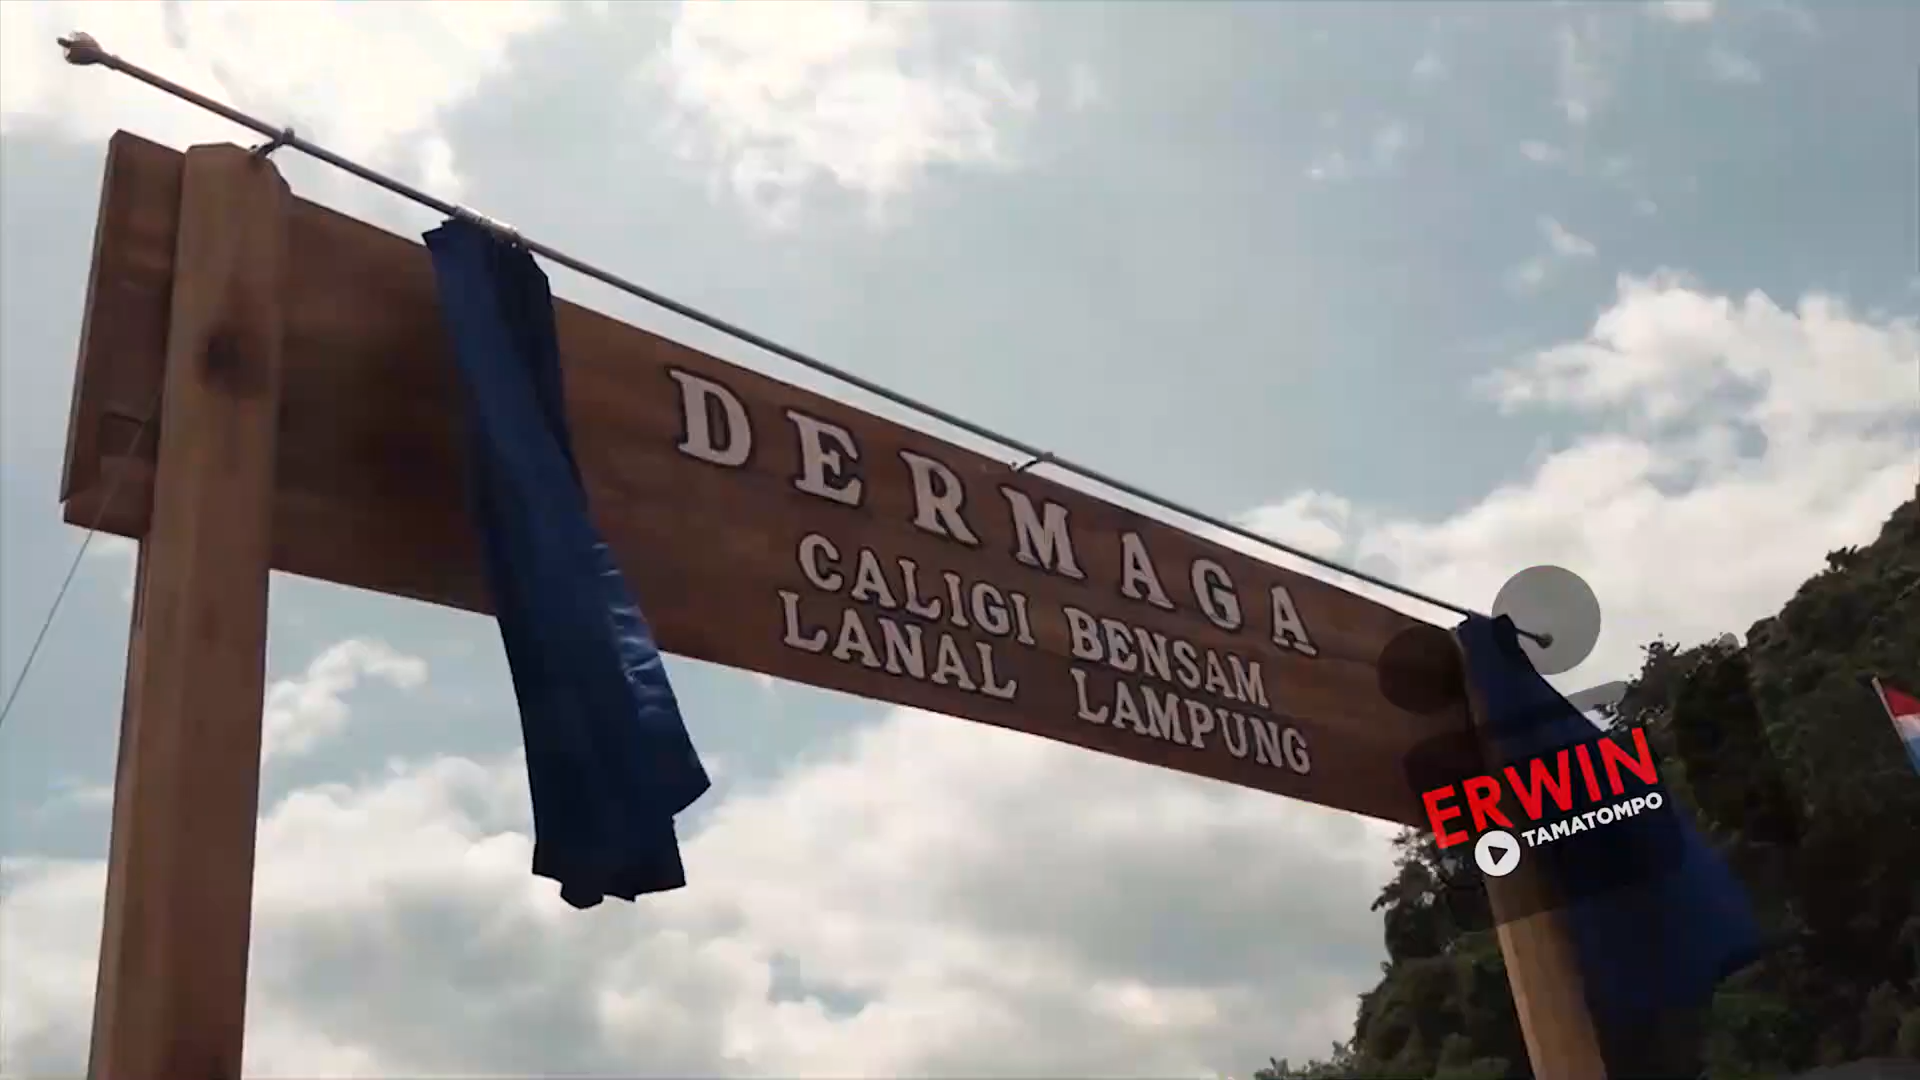 DERMAGA
CALIGI BENSAM
LANAL LAMPUNG
ERWIN
TAMATOMPO